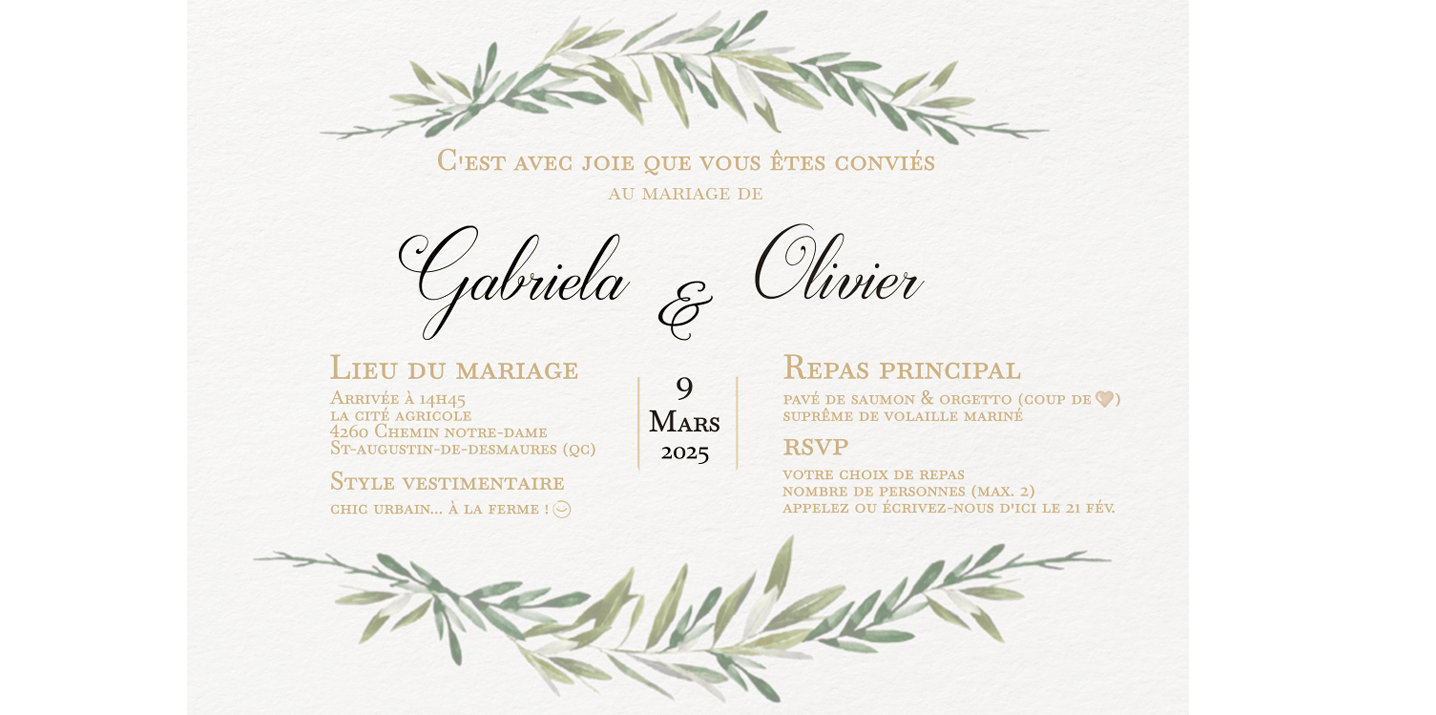 C'est avec joie que vous êtes conviés
au mariage de
Gabriela & Olivier
Lieu du mariage
Arrivée à 14h45
la cité agricole
4260 Chemin notre-dame
St-augustin-de-desmaures (qc)
Style vestimentaire
chic urbain... à la ferme !
9
Mars
2025
Repas principal
pavé de saumon & orgetto (coup de ♥)
suprême de volaille mariné
RSVP
votre choix de repas
nombre de personnes (max. 2)
appelez ou écrivez-nous d'ici le 21 fév.